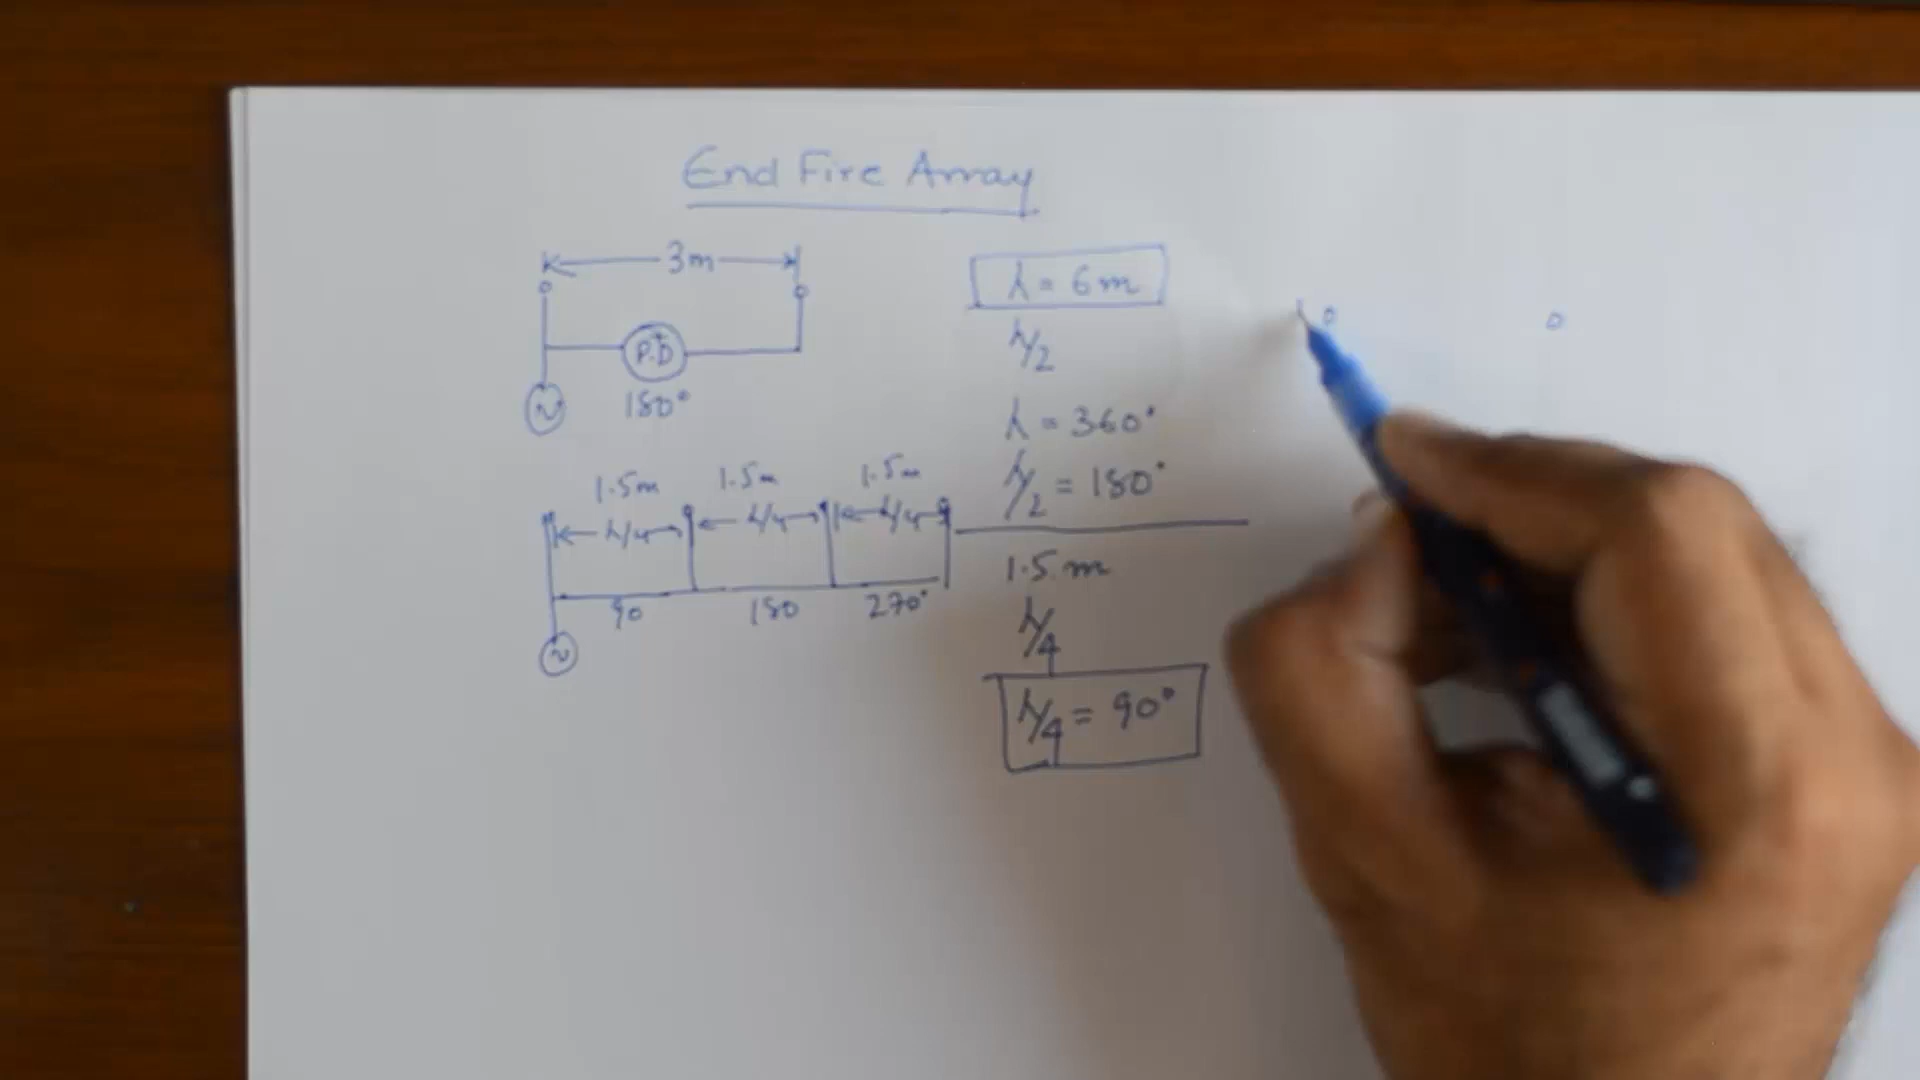 End Fire Array
3m
P.D
180°
1.5m 1.5m 1.5m
λ/4 λ/4 λ/4
90 180 270°
λ = 6m
λ/2
λ = 360°
λ/2 = 180°
1.5 m
λ/4
λ/4 = 90°